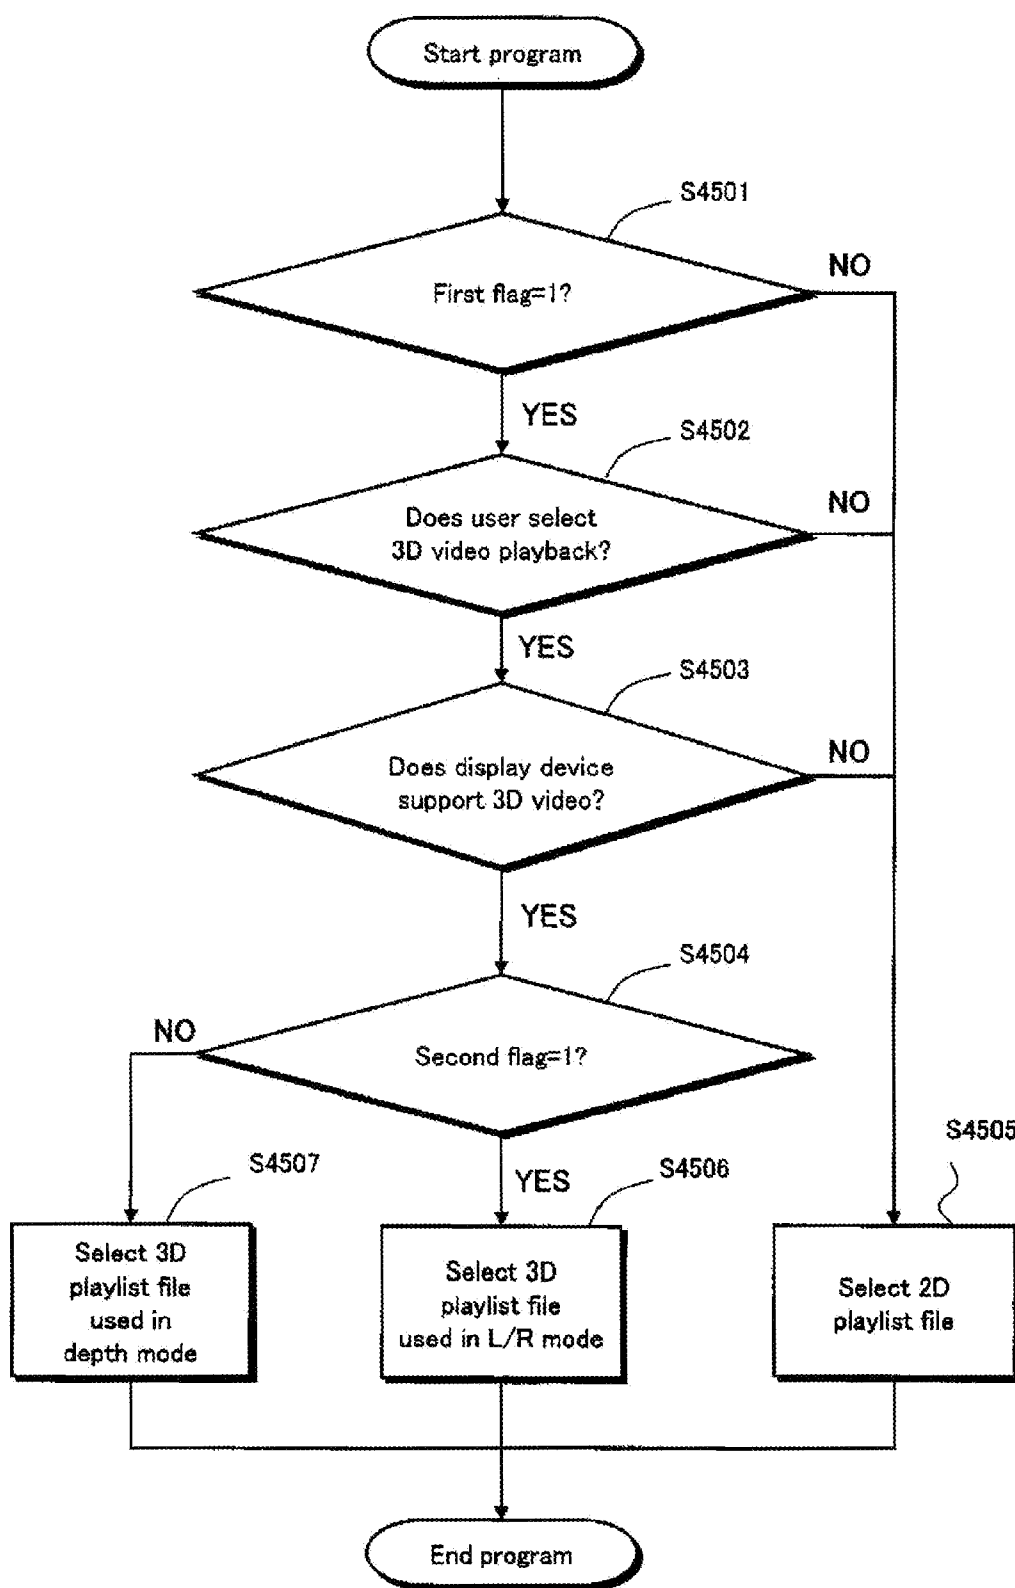 Start program
S4501
First flag=1?
NO
YES
S4502
Does user select
3D video playback?
NO
YES
S4503
Does display device
support 3D video?
NO
YES
S4504
NO
Second flag=1?
S4505
S4507
YES
S4506
Select 3D
playlist file
used in
depth mode
Select 3D
playlist file
used in L/R mode
Select 2D
playlist file
End program